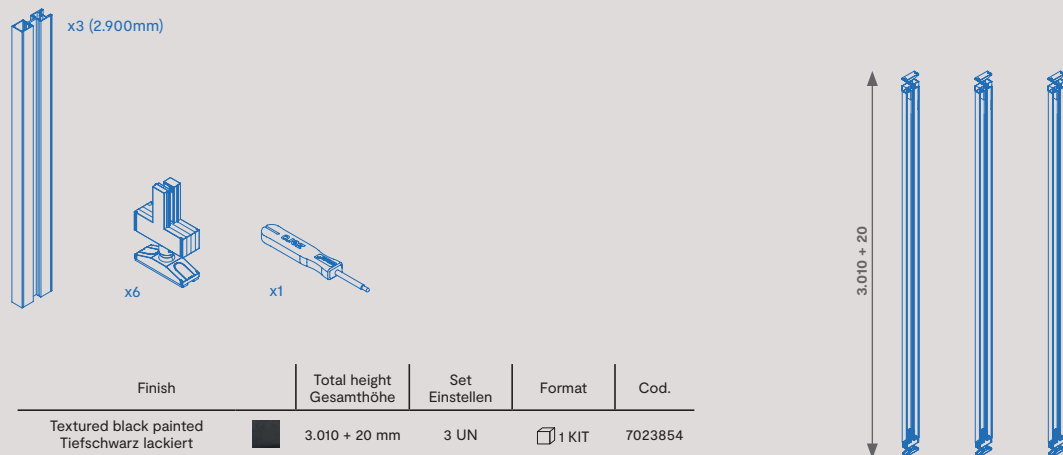 x3 (2.900mm)
x6
x1
3.010 + 20
Finish
Total height
Gesamthöhe
Set
Einstellen
Format
Cod.
Textured black painted
Tiefschwarz lackiert
3.010 + 20 mm
3 UN
1 KIT
7023854